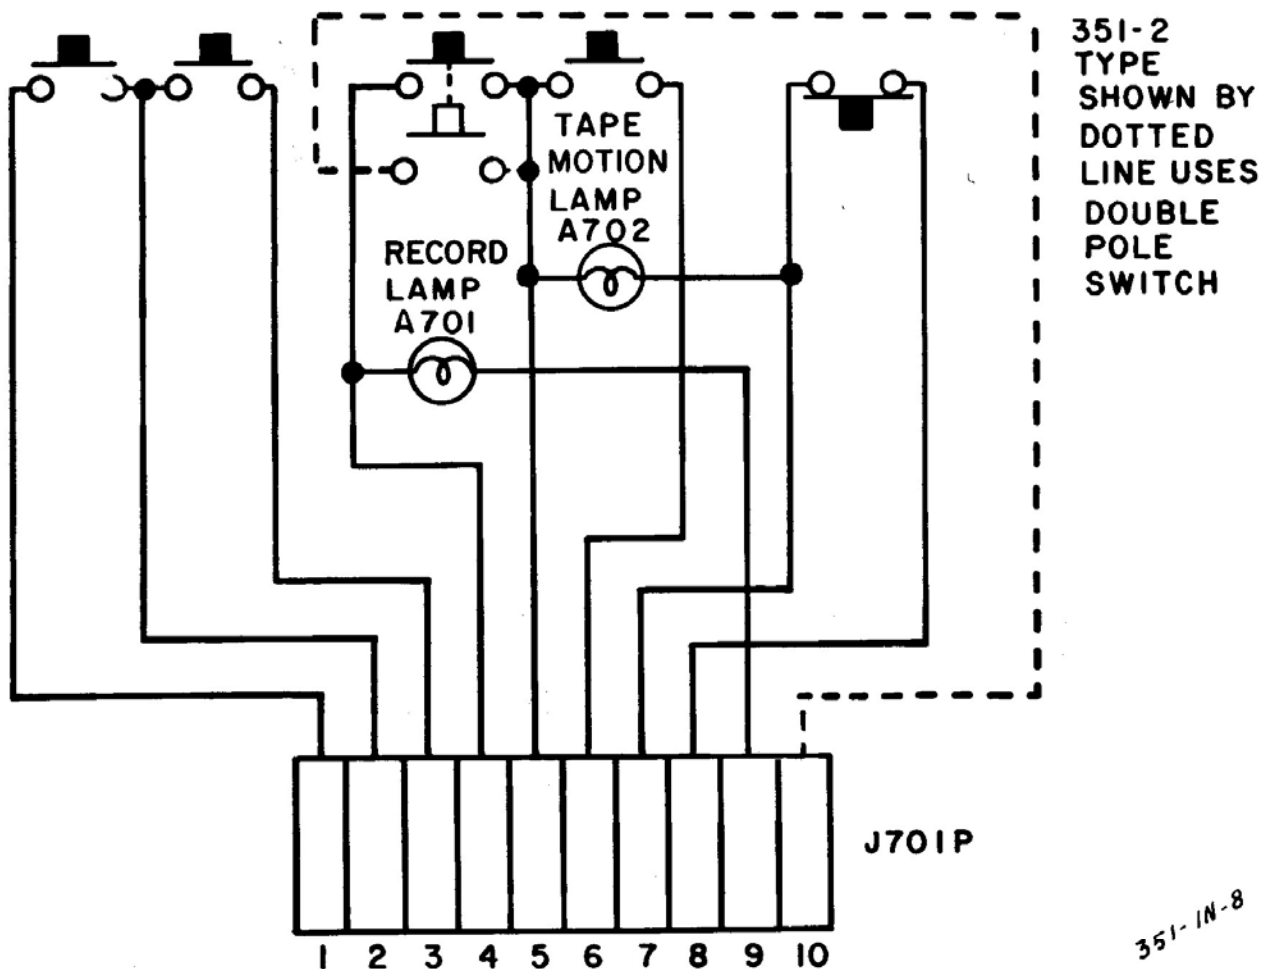 351-2
TYPE
SHOWN BY
DOTTED
LINE USES
DOUBLE
POLE
SWITCH
TAPE
MOTION
LAMP
A702
RECORD
LAMP
A701
J701P
1 2 3 4 5 6 7 8 9 10
351-IN-8